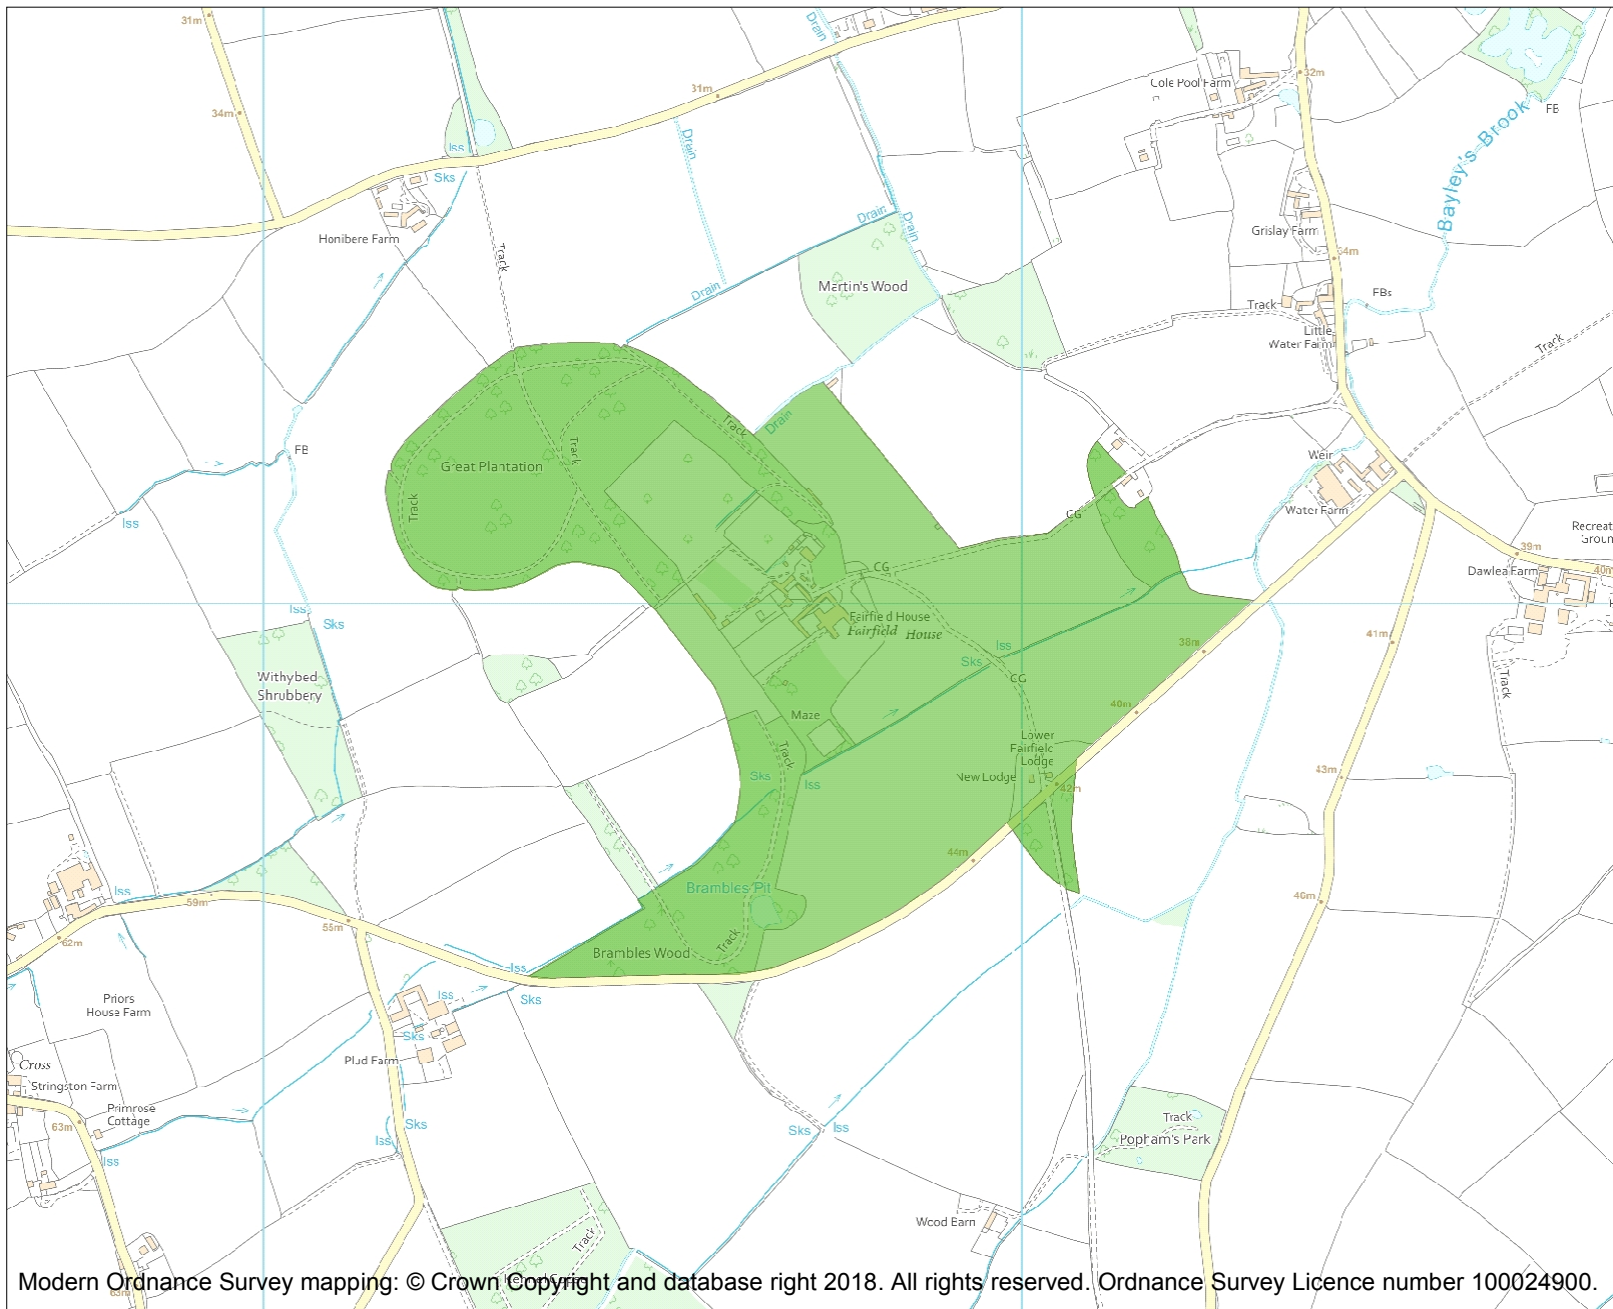 31m
Drain
34m
31m
Cole Pool Farm
32m
FB
Bayley's Brook
Iss
Drain
Sks
Honibere Farm
Track
Drain
Drain
Grislay Farm
34m
Drain
Martin's Wood
FBs
Track
Little
Water Farm
Track
Drain
Track
Track
Great Plantation
FB
Weir
Track
Iss
CG
Water Farm
Recreat
Groun
39m
40m
Dawlea Farm
CG
Iss
Sks
Fairfield House
Fairfield House
41m
38m
Iss
Sks
Withybed
Shrubbery
CG
Track
40m
Maze
Lower
Fairfield
Lodge
Track
New Lodge
Sks
Iss
42m
43m
44m
Iss
Brambles Pit
46m
59m
55m
62m
Track
Brambles Wood
Iss
Sks
Iss
Priors
House Farm
Sks
Plud Farm
Cross
Stringston Farm
Primrose
Cottage
63m
Sks
Iss
Iss
Sks
Iss
Track
Popham's Park
Wood Barn
Track
Kennel Copse
63m
Modern Ordnance Survey mapping: © Crown Copyright and database right 2018. All rights reserved. Ordnance Survey Licence number 100024900.